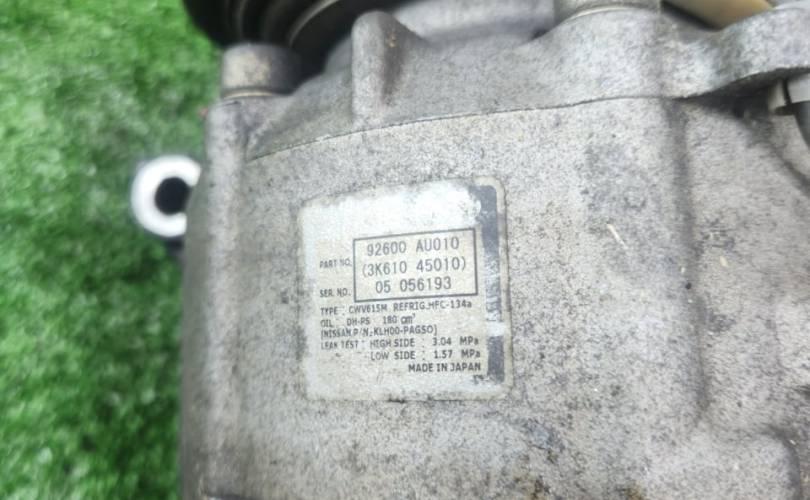 PART NO. 92600 AU010
(3K610 45010)
SER. NO. 05 056193
TYPE : CWV615M REFRIG.HFC-134a
OIL : DH-PS 180 cm³
[NISSAN P/N:KLH00-PAGS0]
LEAK TEST : HIGH SIDE : 3.04 MPa
LOW SIDE : 1.57 MPa
MADE IN JAPAN